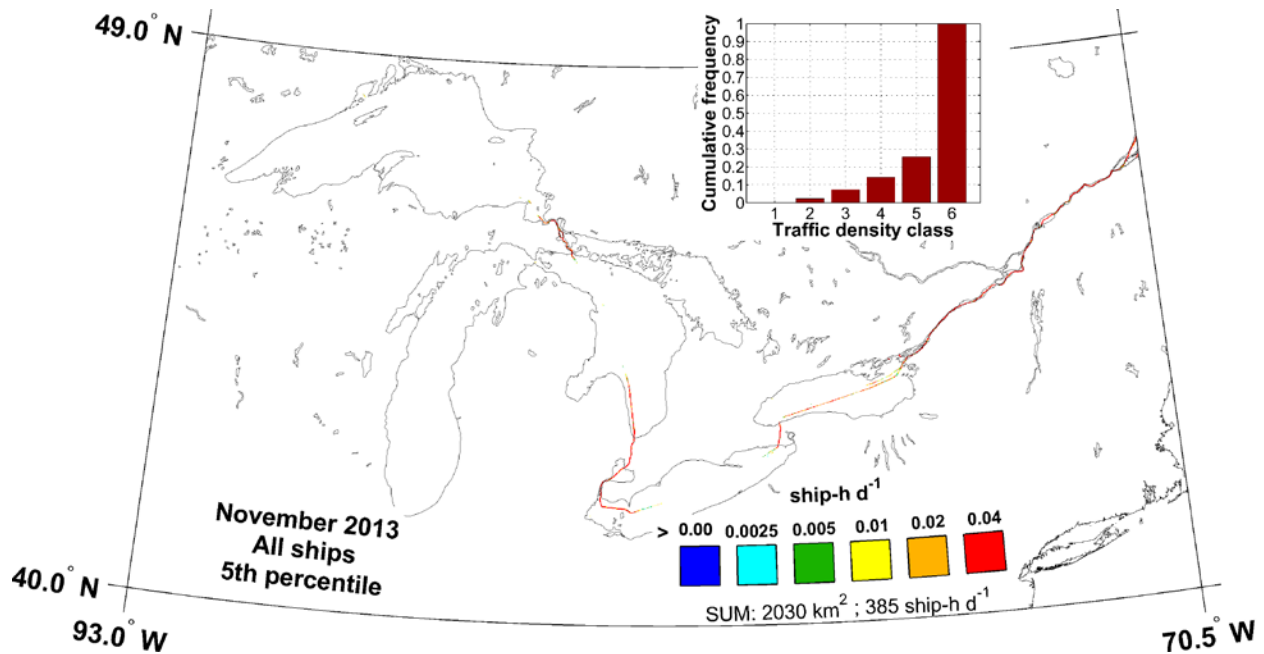 49.0° N
1
0.9
0.8
0.7
0.6
0.5
0.4
0.3
0.2
0.1
0
Cumulative frequency
1 2 3 4 5 6
Traffic density class
November 2013
All ships
5th percentile
ship-h d⁻¹
> 0.00 0.0025 0.005 0.01 0.02 0.04
SUM: 2030 km² ; 385 ship-h d⁻¹
40.0° N
93.0° W
70.5° W